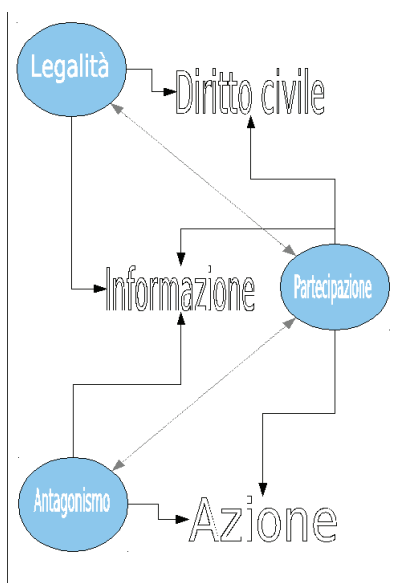 Legalità
Diritto civile
Informazione
Partecipazione
Antagonismo
Azione